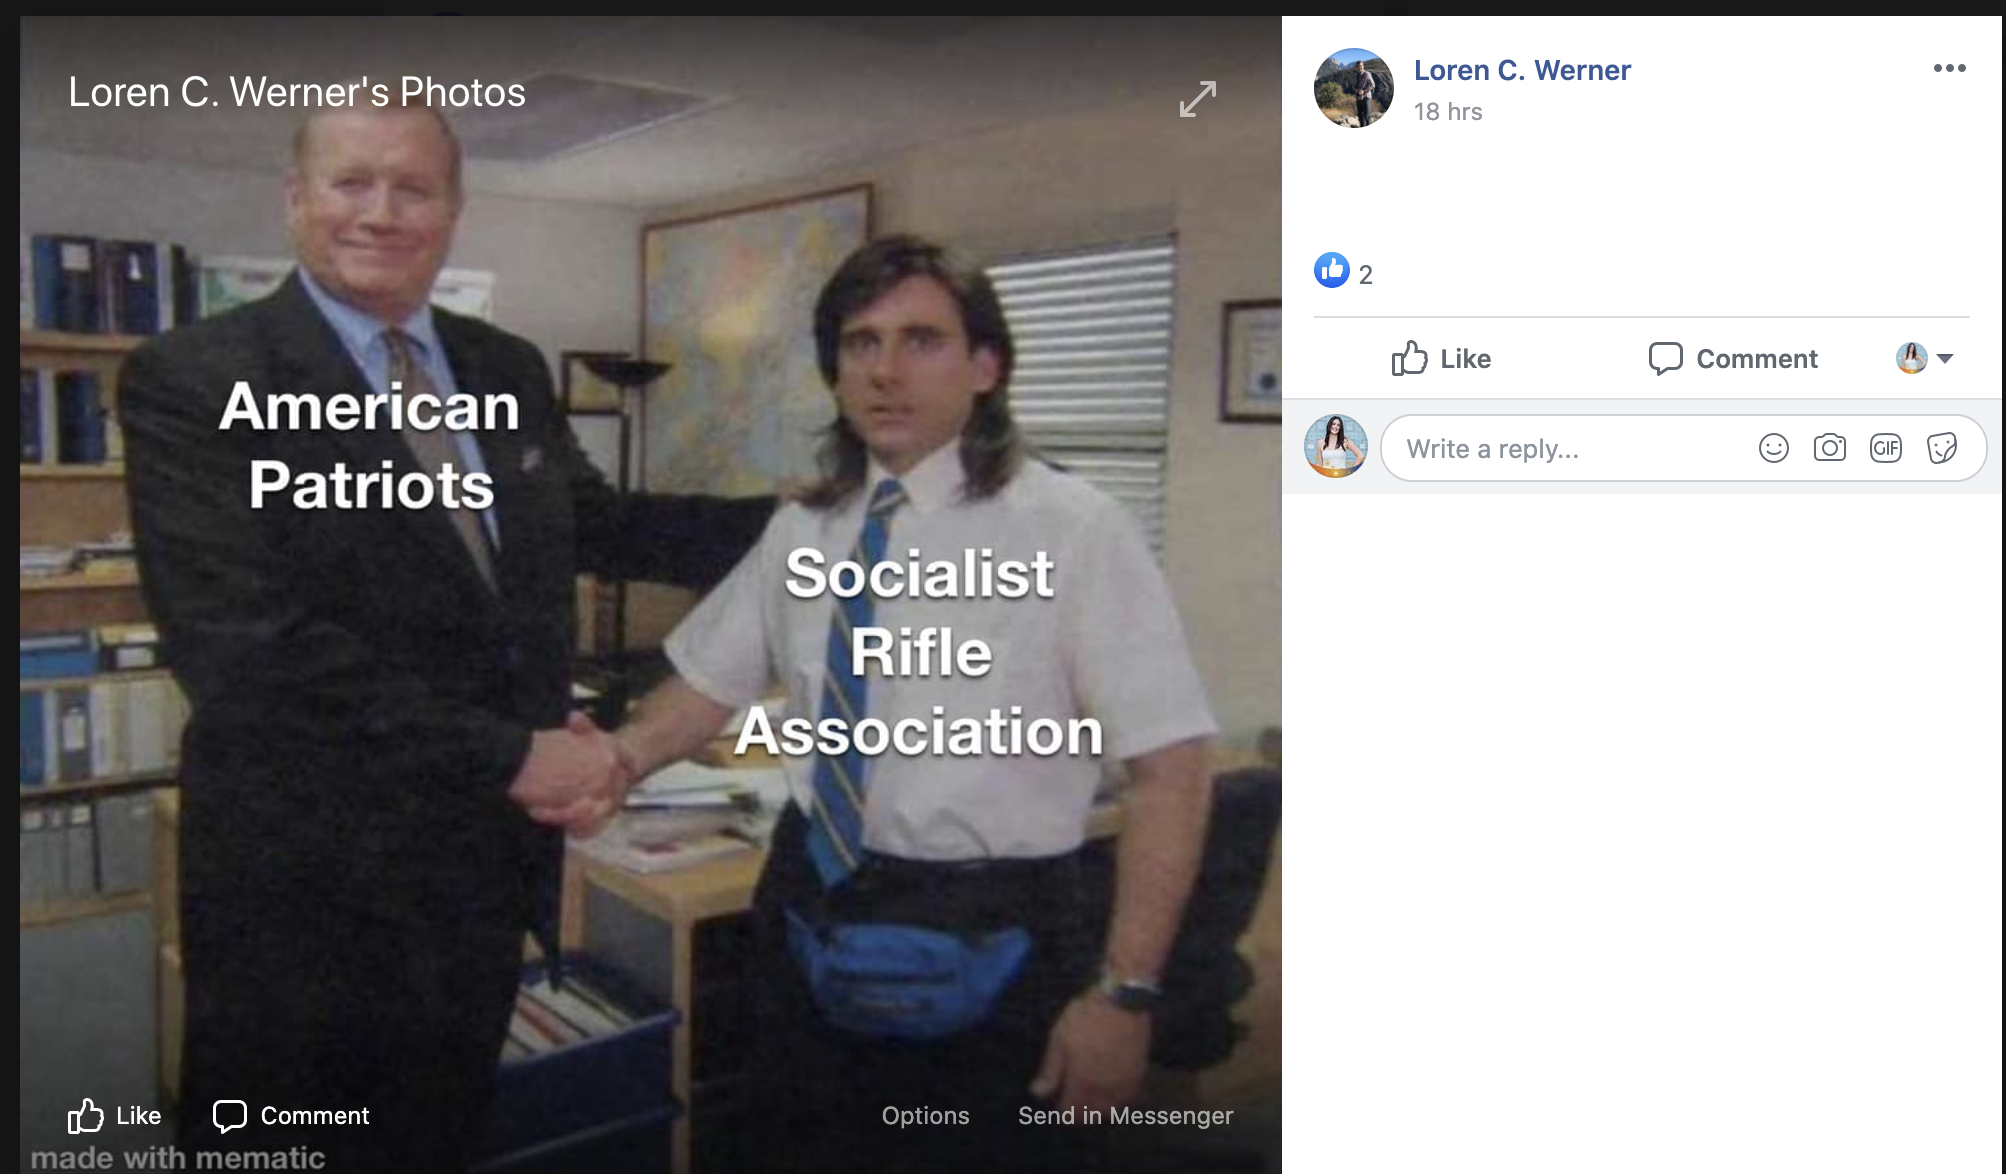 Loren C. Werner's Photos
American
Patriots
Socialist
Rifle
Association
Like
Comment
Options
Send in Messenger
made with mematic
Loren C. Werner
18 hrs
2
Like
Comment
Write a reply...
GIF